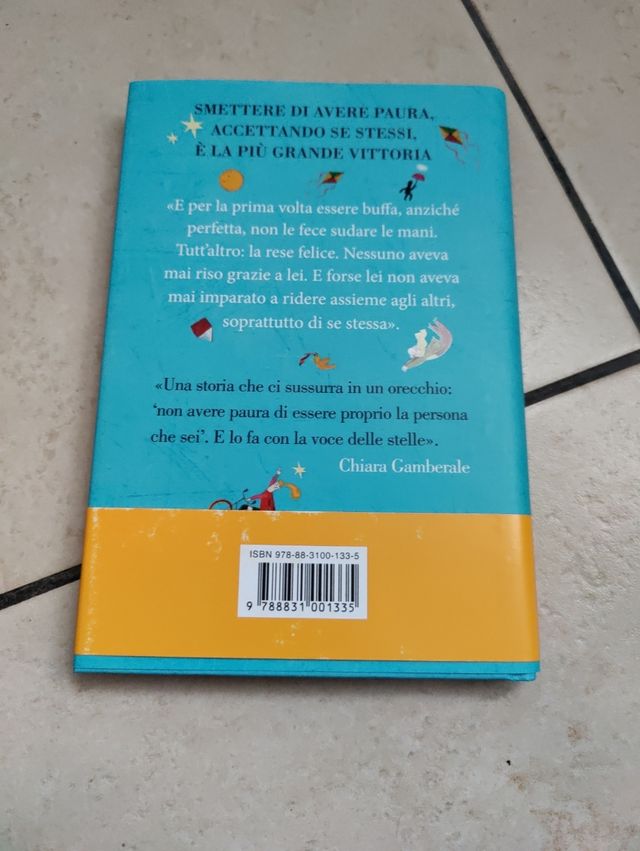 SMETTERE DI AVERE PAURA,
ACCETTANDO SE STESSI,
È LA PIÙ GRANDE VITTORIA
«E per la prima volta essere buffa, anziché
perfetta, non le fece sudare le mani.
Tutt'altro: la rese felice. Nessuno aveva
mai riso grazie a lei. E forse lei non aveva
mai imparato a ridere assieme agli altri,
soprattutto di se stessa».
«Una storia che ci sussurra in un orecchio:
'non avere paura di essere proprio la persona
che sei'. E lo fa con la voce delle stelle».
Chiara Gamberale
ISBN 978-88-3100-133-5
9 788831 001335